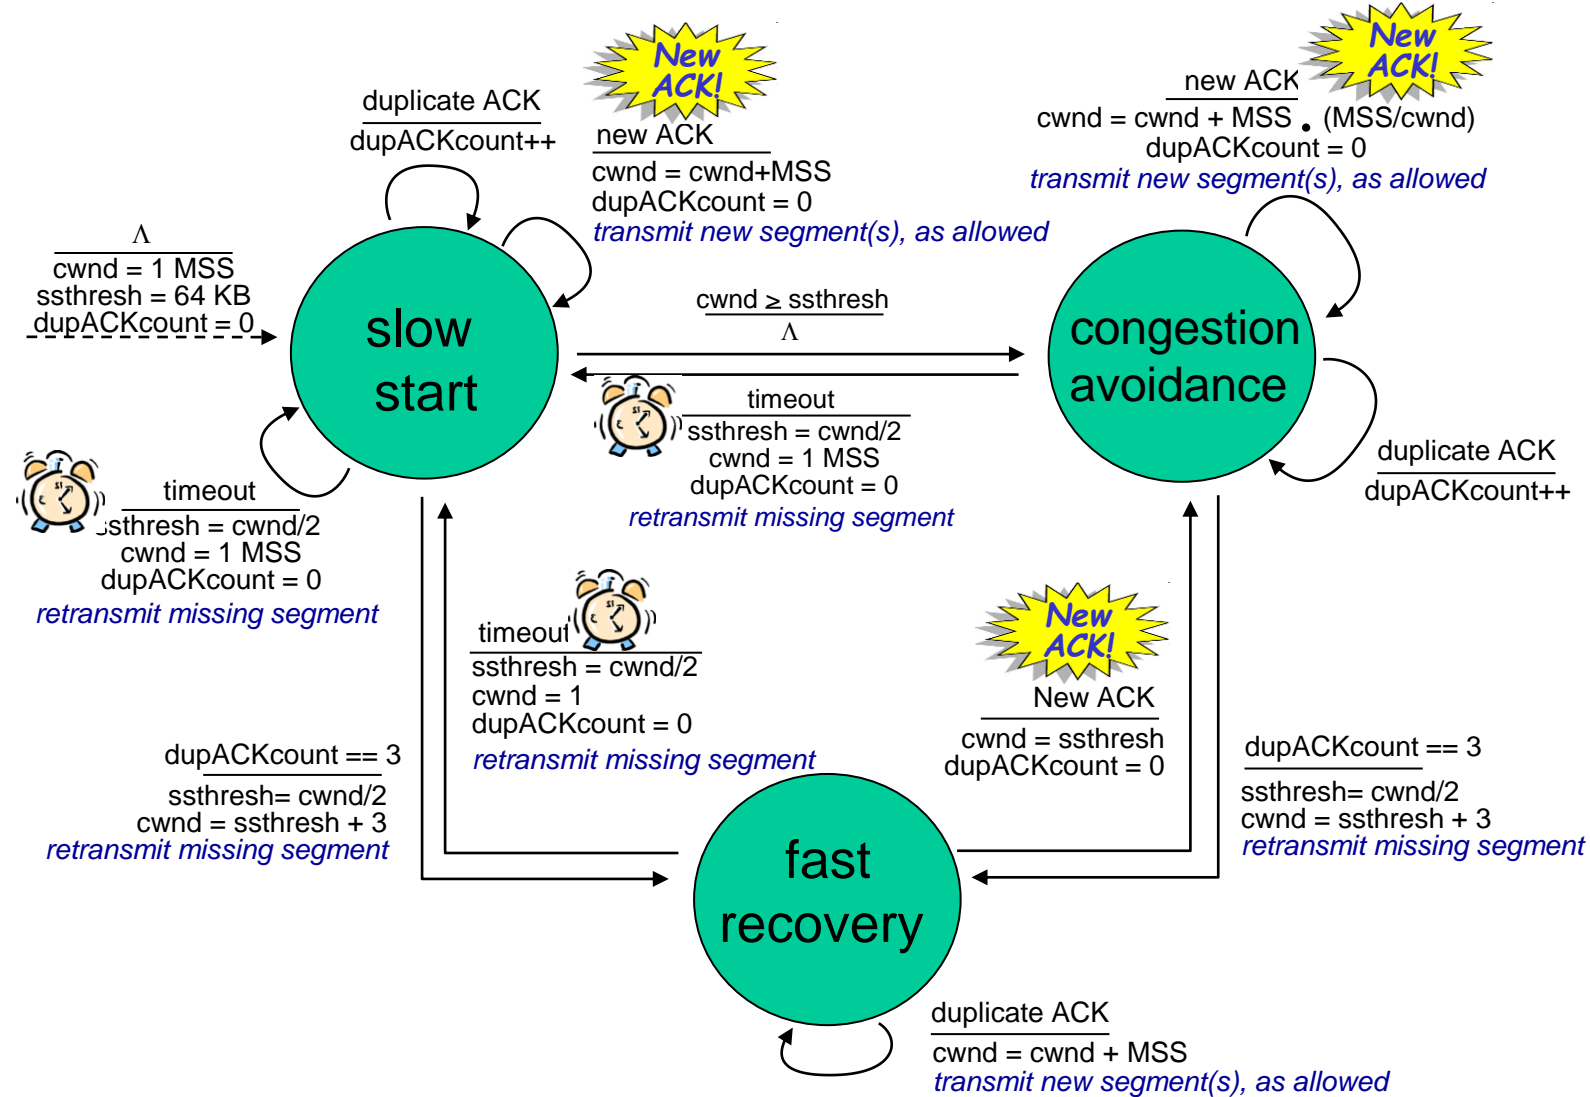 New
ACK!
duplicate ACK
dupACKcount++
new ACK
cwnd = cwnd+MSS
dupACKcount = 0
transmit new segment(s), as allowed
New
ACK!
new ACK
cwnd = cwnd + MSS • (MSS/cwnd)
dupACKcount = 0
transmit new segment(s), as allowed
Λ
cwnd = 1 MSS
ssthresh = 64 KB
dupACKcount = 0
slow
start
cwnd ≥ ssthresh
Λ
congestion
avoidance
timeout
ssthresh = cwnd/2
cwnd = 1 MSS
dupACKcount = 0
retransmit missing segment
timeout
ssthresh = cwnd/2
cwnd = 1 MSS
dupACKcount = 0
retransmit missing segment
duplicate ACK
dupACKcount++
timeout
ssthresh = cwnd/2
cwnd = 1
dupACKcount = 0
retransmit missing segment
New
ACK!
New ACK
cwnd = ssthresh
dupACKcount = 0
dupACKcount == 3
ssthresh= cwnd/2
cwnd = ssthresh + 3
retransmit missing segment
dupACKcount == 3
ssthresh= cwnd/2
cwnd = ssthresh + 3
retransmit missing segment
fast
recovery
duplicate ACK
cwnd = cwnd + MSS
transmit new segment(s), as allowed